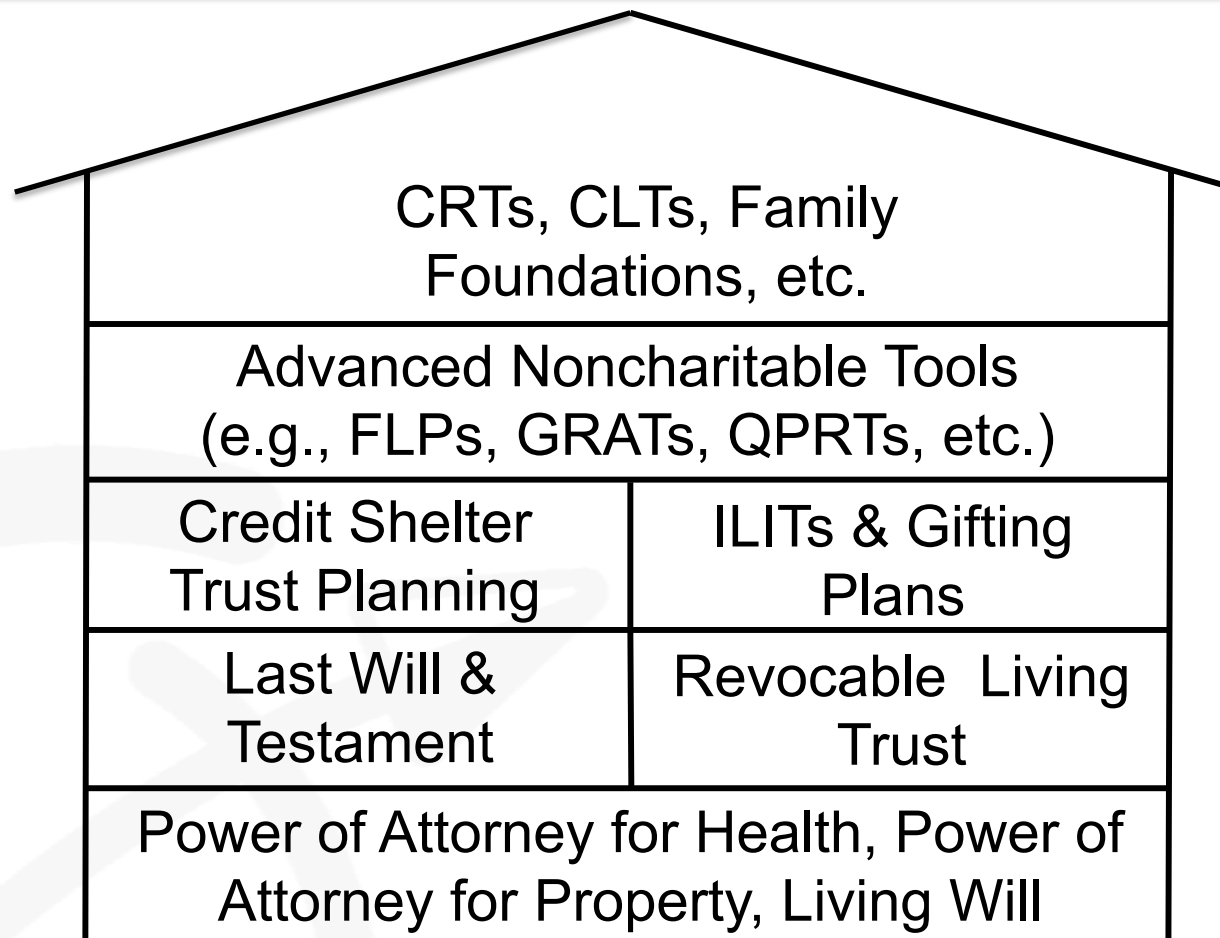 CRTs, CLTs, Family
Foundations, etc.
Advanced Noncharitable Tools
(e.g., FLPs, GRATs, QPRTs, etc.)
Credit Shelter
Trust Planning
ILITs & Gifting
Plans
Last Will &
Testament
Revocable  Living
Trust
Power of Attorney for Health, Power of
Attorney for Property, Living Will